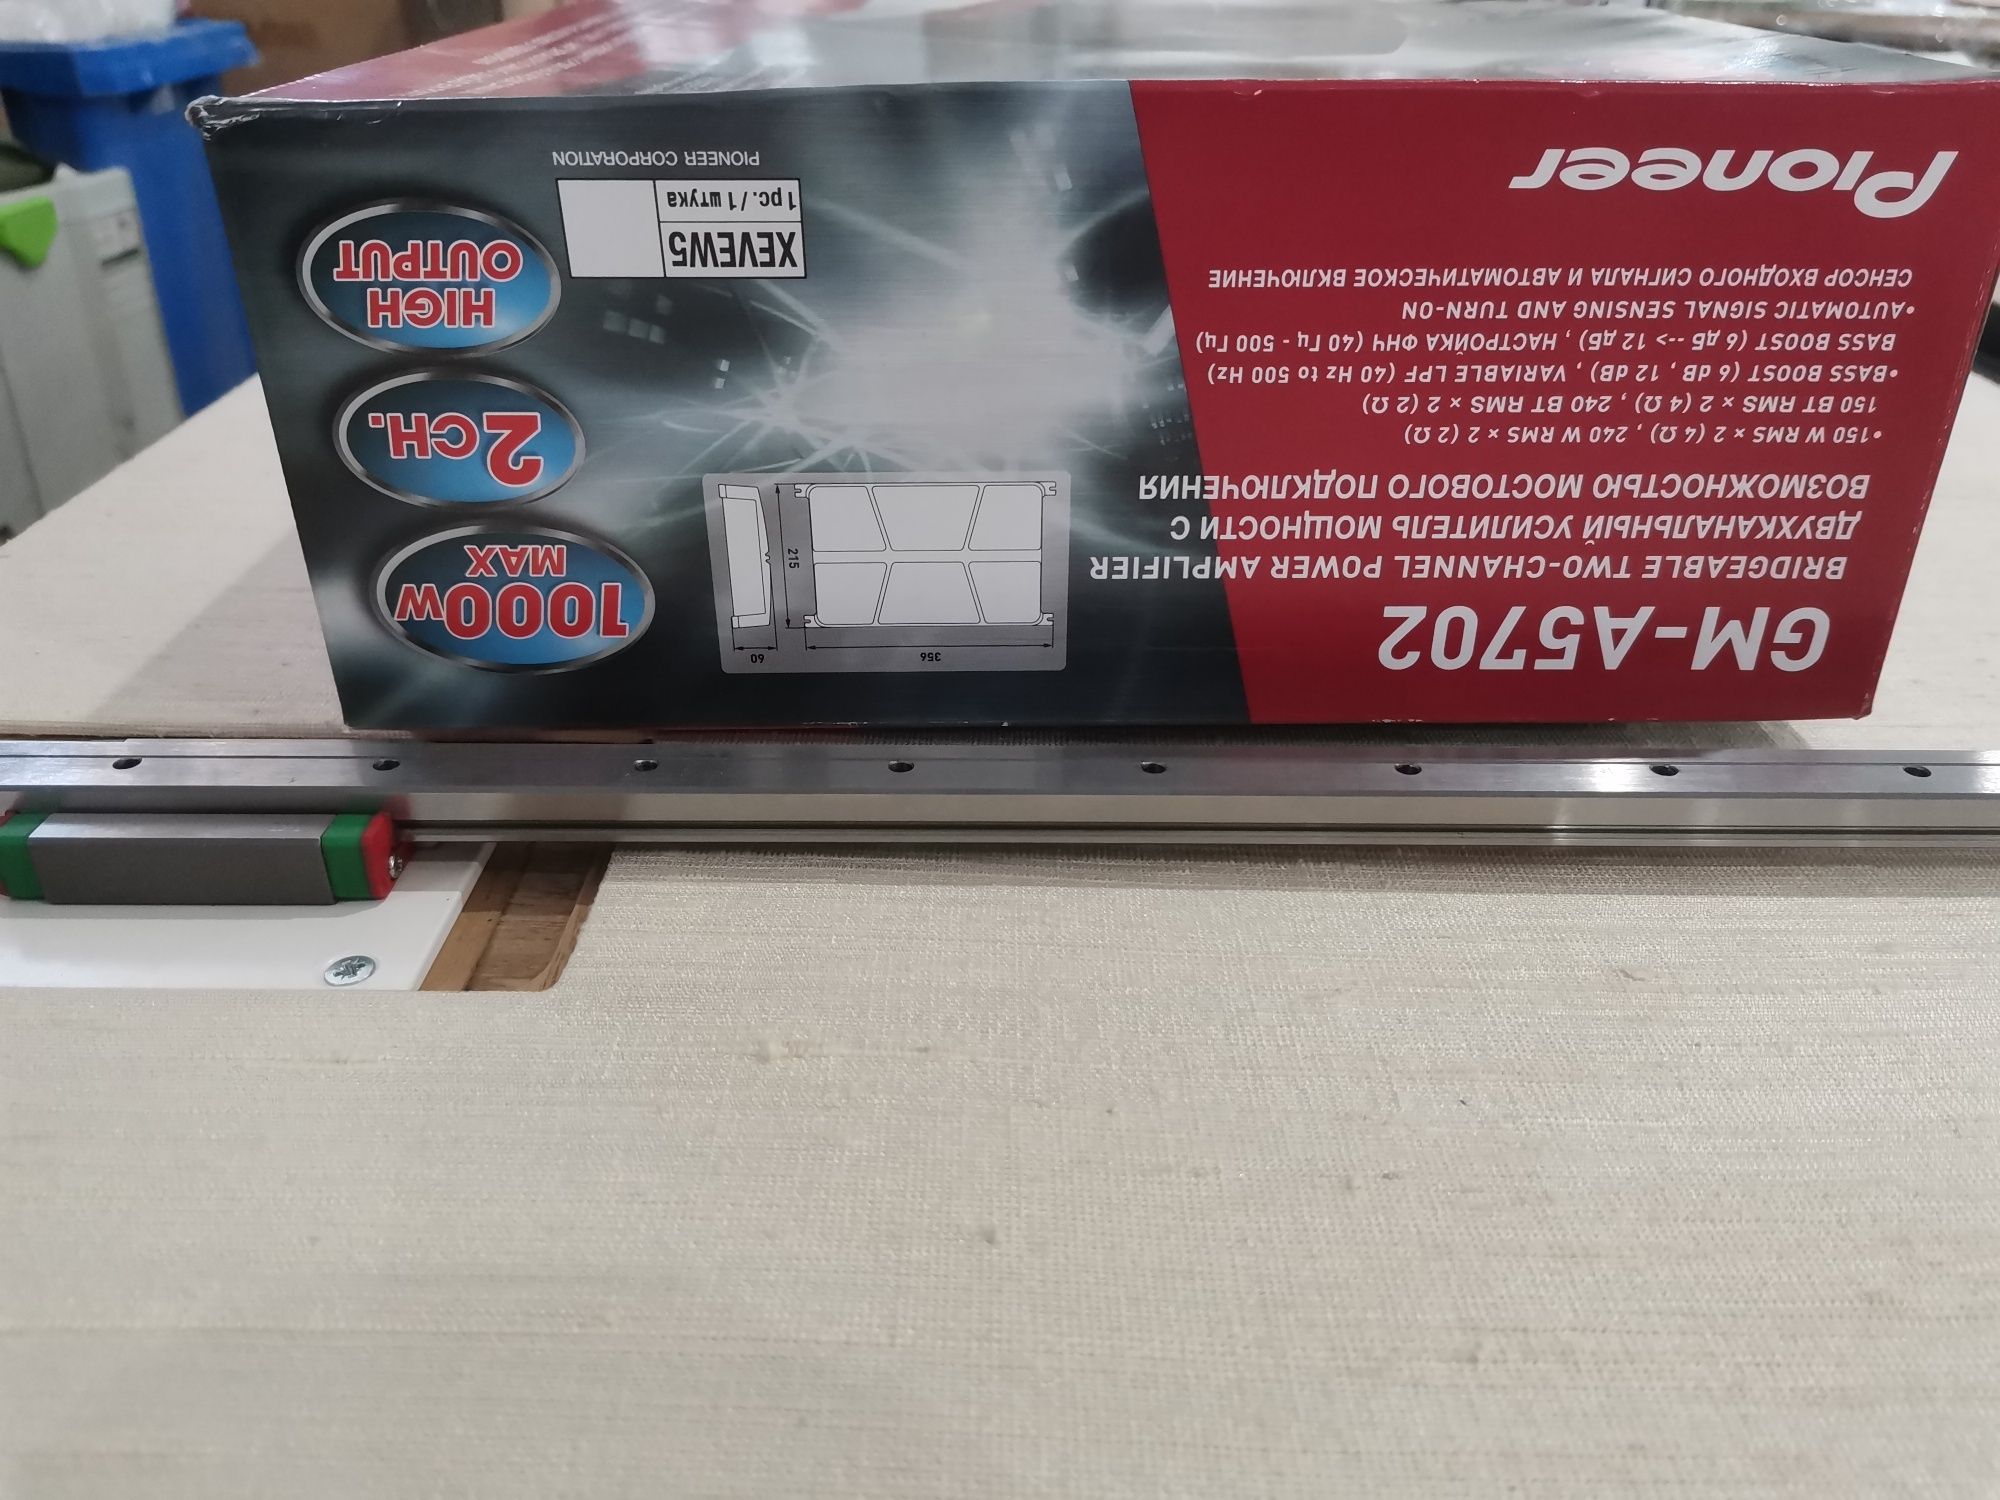 GM-A5702
BRIDGEABLE TWO-CHANNEL POWER AMPLIFIER
ДВУХКАНАЛЬНЫЙ УСИЛИТЕЛЬ МОЩНОСТИ С
ВОЗМОЖНОСТЬЮ МОСТОВОГО ПОДКЛЮЧЕНИЯ
•150 W RMS × 2 (4 Ω) , 240 W RMS × 2 (2 Ω)
150 ВТ RMS × 2 (4 Ω) , 240 ВТ RMS × 2 (2 Ω)
•BASS BOOST (6 dB , 12 dB) , VARIABLE LPF (40 Hz to 500 Hz)
BASS BOOST (6 дБ --> 12 дБ) , НАСТРОЙКА ФНЧ (40 Гц - 500 Гц)
•AUTOMATIC SIGNAL SENSING AND TURN-ON
СЕНСОР ВХОДНОГО СИГНАЛА И АВТОМАТИЧЕСКОЕ ВКЛЮЧЕНИЕ
Pioneer
356
60
215
1000W
MAX
2CH.
HIGH
OUTPUT
XEVEW5
1 pc. / 1 штука
PIONEER CORPORATION